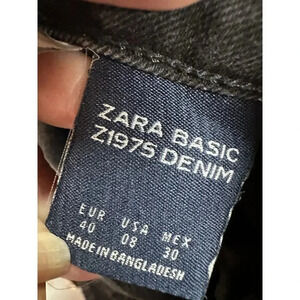 ZARA BASIC
Z1975 DENIM
EUR USA MEX
40 08 30
MADE IN BANGLADESH